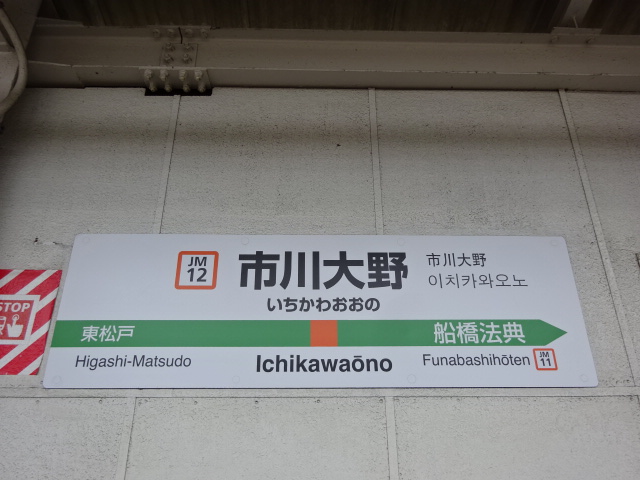 JM
12
市川大野
市川大野
이치카와오노
いちかわおおの
東松戸
船橋法典
Higashi-Matsudo
Ichikawaōno
Funabashihōten
JM
11
STOP